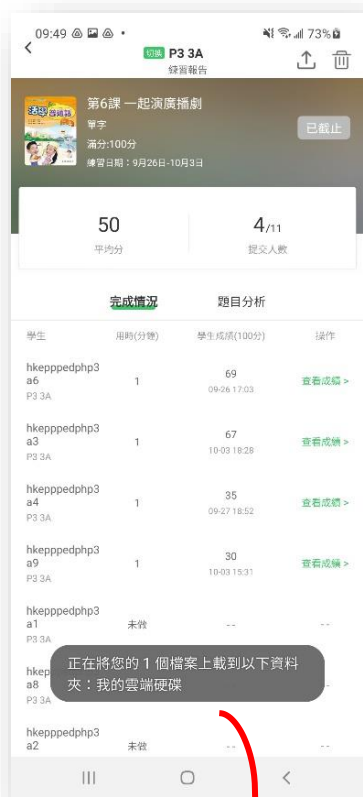 09:49
73%
切換 P3 3A
練習報告
第6課 一起演廣播劇
單字
滿分:100分
練習日期：9月26日-10月3日
已截止
50
平均分
4/11
提交人數
完成情況
題目分析
學生 用時(分鐘) 學生成績(100分) 操作
hkepppedphp3
a6
P3 3A
1
69
09-26 17:03
查看成績 >
hkepppedphp3
a3
P3 3A
1
67
10-03 18:28
查看成績 >
hkepppedphp3
a4
P3 3A
1
35
09-27 18:52
查看成績 >
hkepppedphp3
a9
P3 3A
1
30
10-03 15:31
查看成績 >
hkepppedphp3
a1
P3 3A
未做
- -
- -
hkep
a8
P3 3A
正在將您的 1 個檔案上載到以下資料
夾：我的雲端硬碟
hkepppedphp3
a2
未做
- -
- -